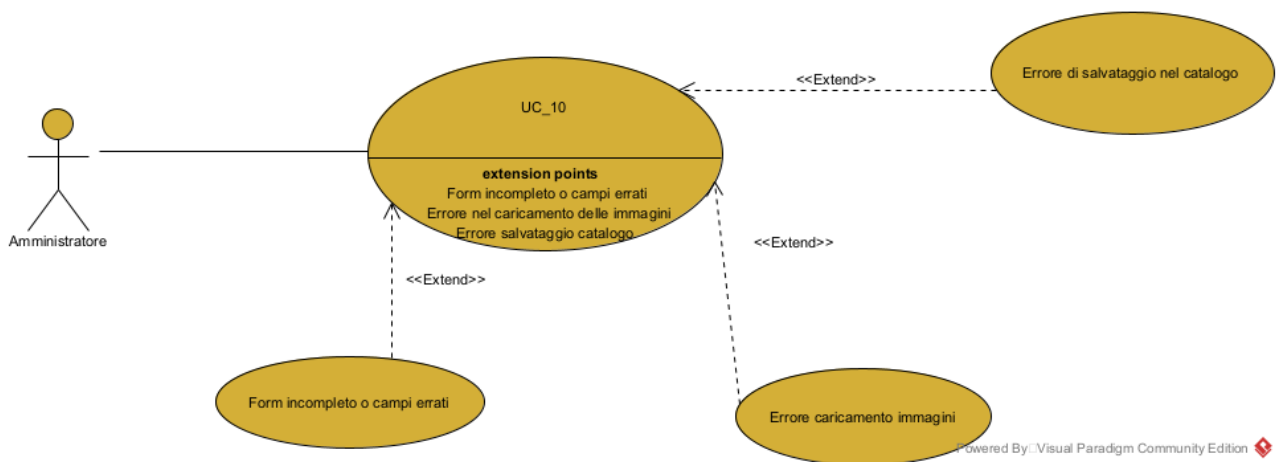 Errore di salvataggio nel catalogo
<<Extend>>
UC_10
extension points
Form incompleto o campi errati
Errore nel caricamento delle immagini
Errore salvataggio catalogo
Amministratore
<<Extend>>
<<Extend>>
Form incompleto o campi errati
Errore caricamento immagini
Powered By Visual Paradigm Community Edition